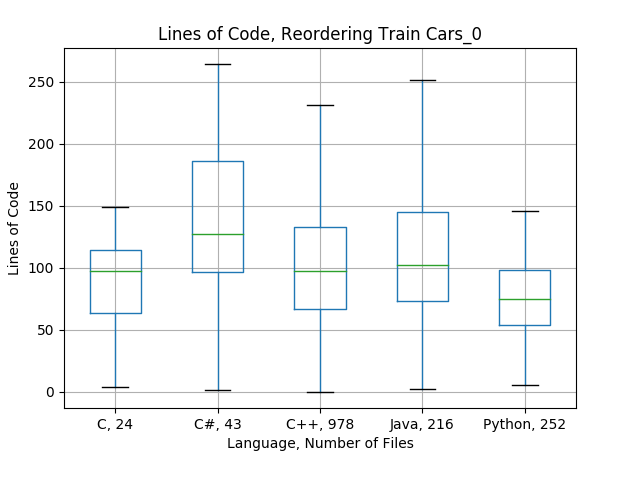 Lines of Code, Reordering Train Cars_0
250
200
150
100
50
0
Lines of Code
C, 24
C#, 43
C++, 978
Java, 216
Python, 252
Language, Number of Files